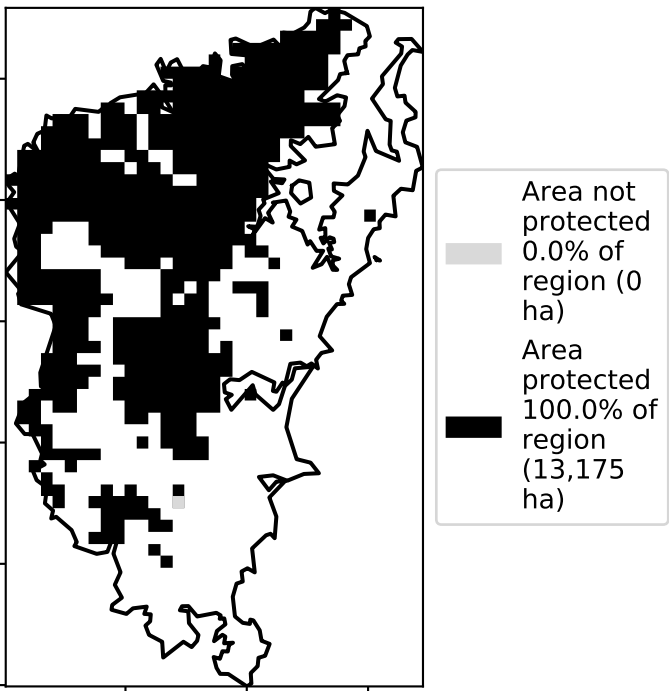 Area not
protected
0.0% of
region (0
ha)
Area
protected
100.0% of
region
(13,175
ha)